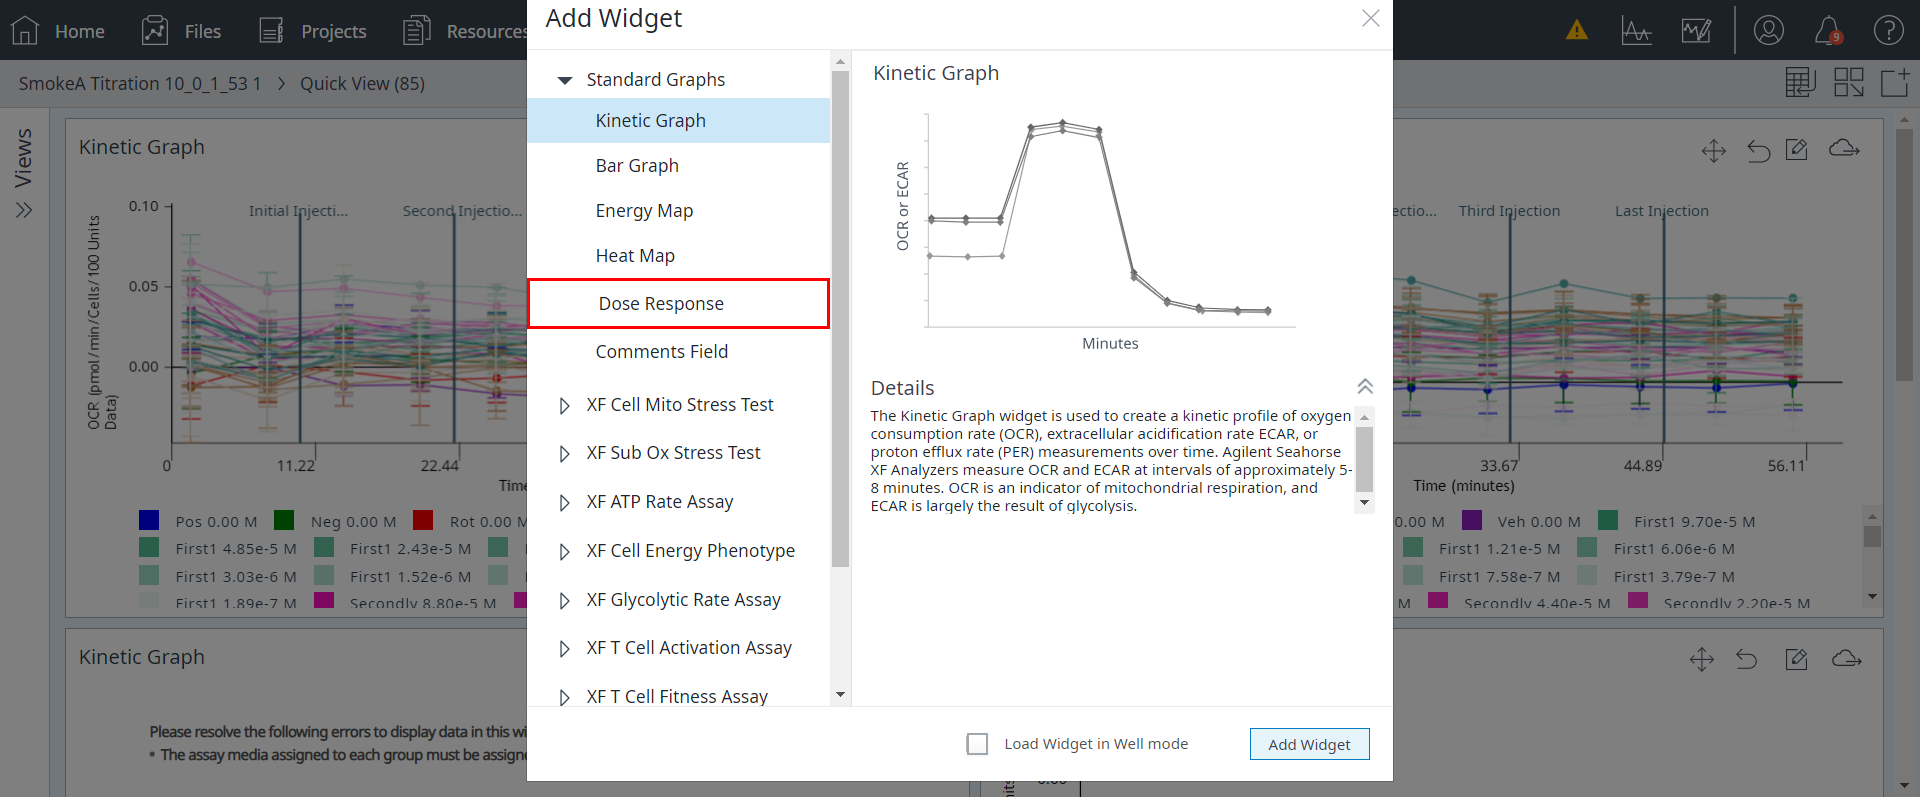 Home
Files
Projects
Resources
9
SmokeA Titration 10_0_1_53 1 > Quick View (85)
Views
Kinetic Graph
OCR (pmol/min/Cells/100 Units
Data)
0.10
0.05
0.00
Initial Injecti...
Second Injectio...
0
11.22
22.44
Pos 0.00 M
Neg 0.00 M
First1 4.85e-5 M
First1 2.43e-5 M
First1 3.03e-6 M
First1 1.52e-6 M
First1 1.89e-7 M
Secondly 8.80e-5 M
Kinetic Graph
Please resolve the following errors to display data in this
The assay media assigned to each group must be
Add Widget
Standard Graphs
Kinetic Graph
Bar Graph
Energy Map
Heat Map
Dose Response
Comments Field
XF Cell Mito Stress Test
XF Sub Ox Stress Test
XF ATP Rate Assay
XF Cell Energy Phenotype
XF Glycolytic Rate Assay
XF T Cell Activation Assay
XF T Cell Fitness Assay
Kinetic Graph
OCR or ECAR
Minutes
Details
The Kinetic Graph widget is used to create a kinetic profile of oxygen
consumption rate (OCR), extracellular acidification rate ECAR, or
proton efflux rate (PER) measurements over time. Agilent Seahorse
XF Analyzers measure OCR and ECAR at intervals of approximately 5-
8 minutes. OCR is an indicator of mitochondrial respiration, and
ECAR is largely the result of glycolysis.
Load Widget in Well mode
Add Widget
Third Injection
Last Injection
33.67
44.89
56.11
Time (minutes)
0.00 M
Veh 0.00 M
First1 9.70e-5 M
First1 1.21e-5 M
First1 6.06e-6 M
First1 7.58e-7 M
First1 3.79e-7 M
M
Secondly 4.40e-5 M
Secondly 2.20e-5 M